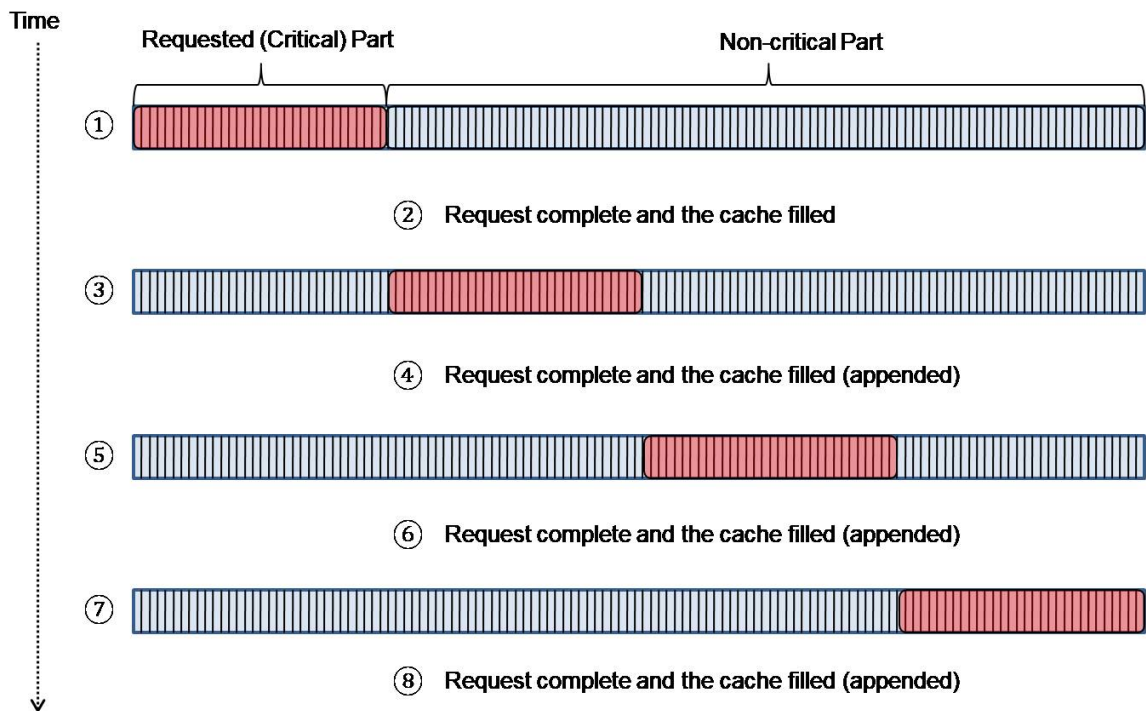 Time
Requested (Critical) Part
Non-critical Part
①
② Request complete and the cache filled
③
④ Request complete and the cache filled (appended)
⑤
⑥ Request complete and the cache filled (appended)
⑦
⑧ Request complete and the cache filled (appended)